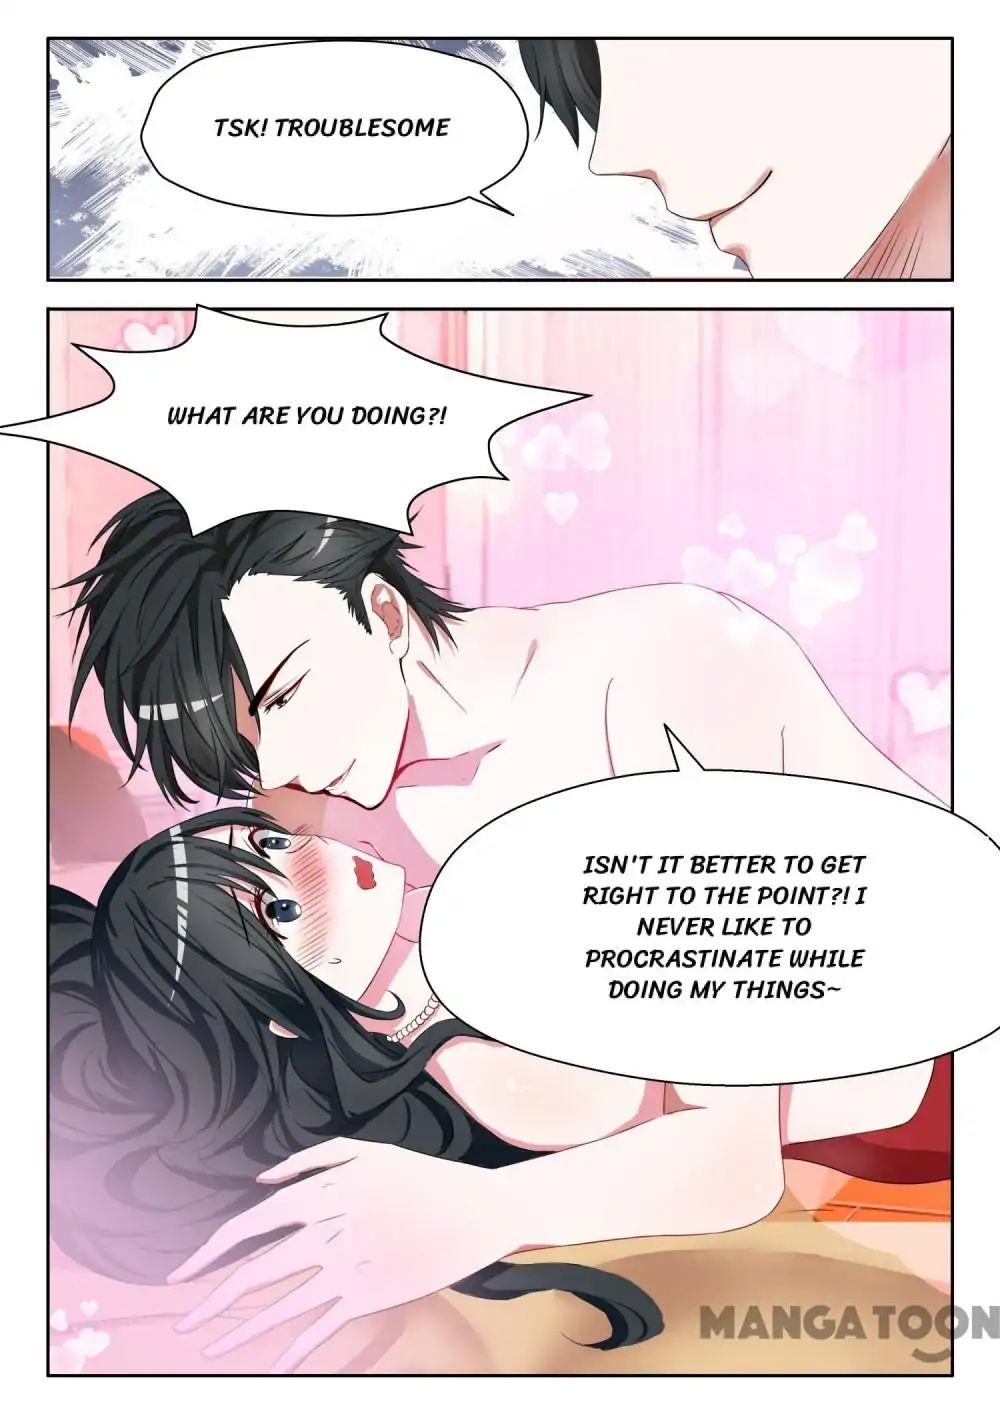 TSK! TROUBLESOME
WHAT ARE YOU DOING?!
ISN'T IT BETTER TO GET
RIGHT TO THE POINT?! I
NEVER LIKE TO
PROCRASTINATE WHILE
DOING MY THINGS~
MANGATOON